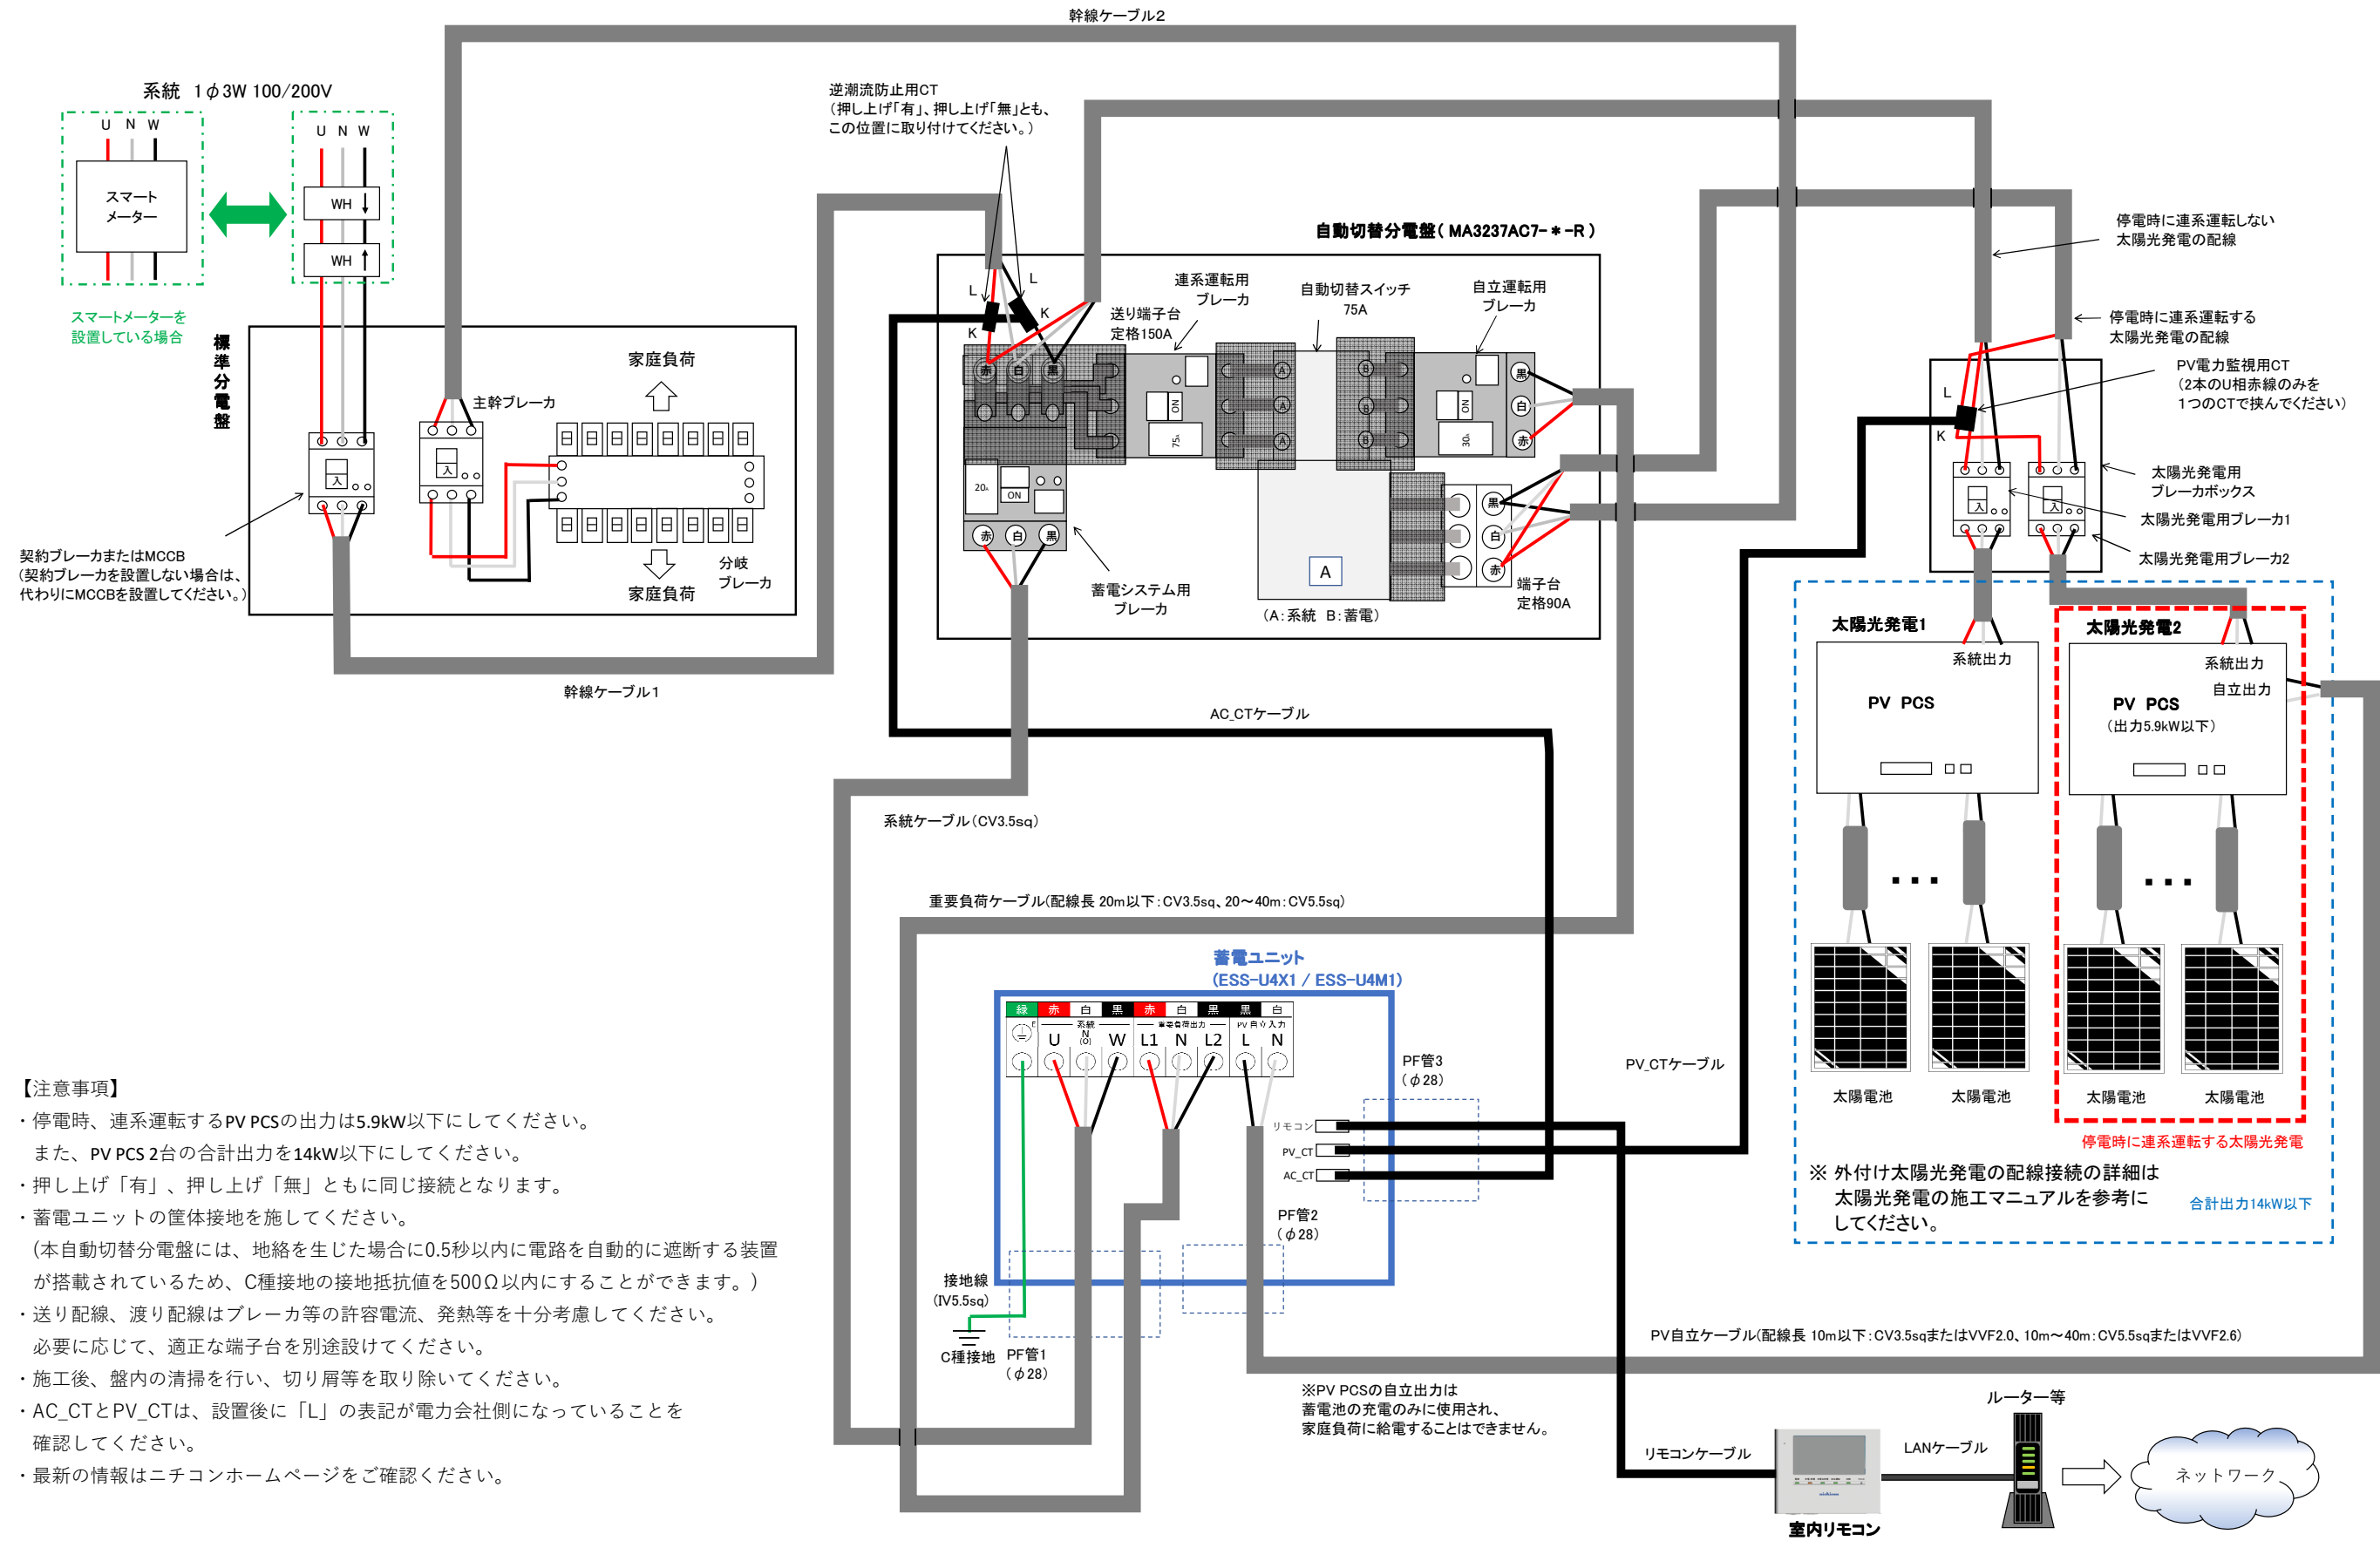 幹線ケーブル2
系統 1φ3W 100/200V
U N W
スマート
メーター
U N W
WH
WH
スマートメーターを
設置している場合
逆潮流防止用CT
(押し上げ「有」、押し上げ「無」とも、
この位置に取り付けてください。)
標準分電盤
主幹ブレーカ
家庭負荷
入
入
契約ブレーカまたはMCCB
(契約ブレーカを設置しない場合は、
代わりにMCCBを設置してください。)
家庭負荷
分岐
ブレーカ
幹線ケーブル1
自動切替分電盤( MA3237AC7-*-R )
L
L
K
K
送り端子台
定格150A
連系運転用
ブレーカ
自動切替スイッチ
75A
自立運転用
ブレーカ
赤 白 黒
ON
75A
A
A
A
B
B
B
ON
30A
黒
白
赤
20A
ON
赤 白 黒
蓄電システム用
ブレーカ
A
(A:系統 B:蓄電)
黒
白
赤
端子台
定格90A
停電時に連系運転しない
太陽光発電の配線
停電時に連系運転する
太陽光発電の配線
PV電力監視用CT
(2本のU相赤線のみを
1つのCTで挟んでください)
L
K
入
入
太陽光発電用
ブレーカボックス
太陽光発電用ブレーカ1
太陽光発電用ブレーカ2
太陽光発電1
系統出力
PV PCS
太陽光発電2
系統出力
自立出力
PV PCS
(出力5.9kW以下)
・・・
・・・
太陽電池
太陽電池
太陽電池
太陽電池
停電時に連系運転する太陽光発電
※ 外付け太陽光発電の配線接続の詳細は
太陽光発電の施工マニュアルを参考に
してください。
合計出力14kW以下
AC_CTケーブル
系統ケーブル(CV3.5sq)
重要負荷ケーブル(配線長 20m以下:CV3.5sq、20~40m:CV5.5sq)
蓄電ユニット
(ESS-U4X1 / ESS-U4M1)
緑 赤 白 黒 赤 白 黒 黒 白
E 系統 重要負荷出力 PV自立入力
U N(O) W L1 N L2 L N
リモコン
PV_CT
AC_CT
PF管3
(φ28)
PF管2
(φ28)
PV_CTケーブル
接地線
(IV5.5sq)
C種接地
PF管1
(φ28)
PV自立ケーブル(配線長 10m以下:CV3.5sqまたはVVF2.0、10m~40m:CV5.5sqまたはVVF2.6)
※PV PCSの自立出力は
蓄電池の充電のみに使用され、
家庭負荷に給電することはできません。
リモコンケーブル
室内リモコン
LANケーブル
ルーター等
ネットワーク
【注意事項】
・停電時、連系運転するPV PCSの出力は5.9kW以下にしてください。
また、PV PCS 2台の合計出力を14kW以下にしてください。
・押し上げ「有」、押し上げ「無」ともに同じ接続となります。
・蓄電ユニットの筐体接地を施してください。
(本自動切替分電盤には、地絡を生じた場合に0.5秒以内に電路を自動的に遮断する装置
が搭載されているため、C種接地の接地抵抗値を500Ω以内にすることができます。)
・送り配線、渡り配線はブレーカ等の許容電流、発熱等を十分考慮してください。
必要に応じて、適正な端子台を別途設けてください。
・施工後、盤内の清掃を行い、切り屑等を取り除いてください。
・AC_CTとPV_CTは、設置後に「L」の表記が電力会社側になっていることを
確認してください。
・最新の情報はニチコンホームページをご確認ください。